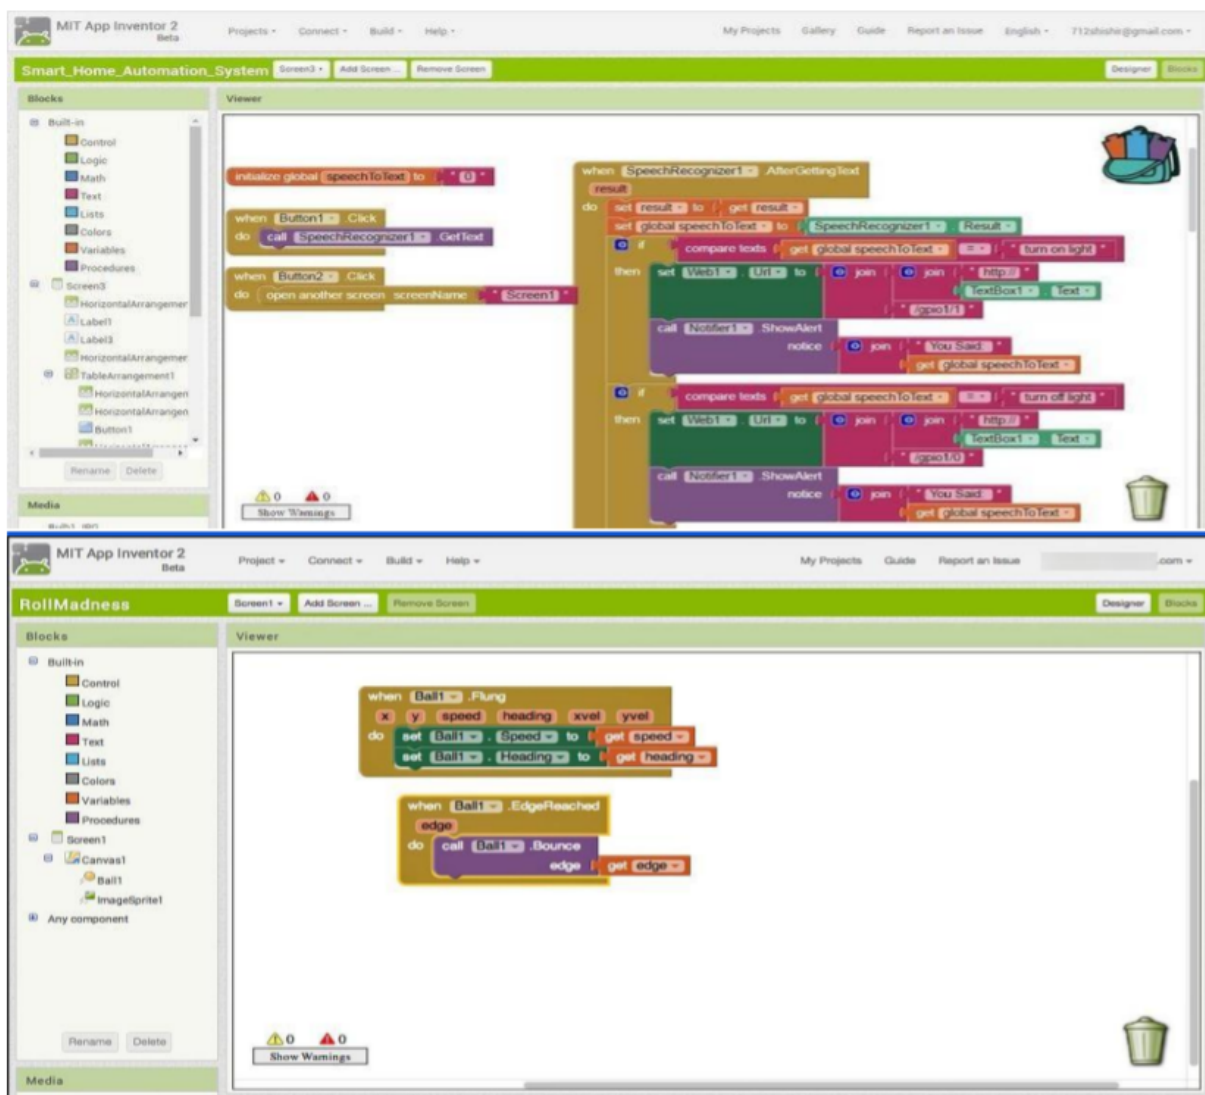 MIT App Inventor 2
Beta
Projects Connect Build Help My Projects Gallery Guide Report an Issue English 712shishir@gmail.com
Smart_Home_Automation_System Screen3 Add Screen ... Remove Screen Designer Blocks
Blocks
Built-in
Control
Logic
Math
Text
Lists
Colors
Variables
Procedures
Screen3
HorizontalArrangemer
Label1
Label3
HorizontalArrangemer
TableArrangement1
HorizontalArrangen
HorizontalArrangen
Button1
Rename Delete
Media
Viewer
initialize global speechToText to " 0 "
when Button1 .Click
do call SpeechRecognizer1 .GetText
when Button2 .Click
do open another screen screenName " Screen1 "
when SpeechRecognizer1 .AfterGettingText
result
do set result to get result
set global speechToText to SpeechRecognizer1 . Result
if compare texts get global speechToText = " turn on light "
then set Web1 . Url to join join " http:// "
TextBox1 . Text
" /gpio1/1 "
call Notifier1 .ShowAlert
notice join " You Said: "
get global speechToText
if compare texts get global speechToText = " turn off light "
then set Web1 . Url to join join " http:// "
TextBox1 . Text
" /gpio1/0 "
call Notifier1 .ShowAlert
notice join " You Said: "
get global speechToText
0 0
Show Warnings
MIT App Inventor 2
Beta
Project Connect Build Help My Projects Guide Report an Issue .com
RollMadness Screen1 Add Screen ... Remove Screen Designer Blocks
Blocks
Built-in
Control
Logic
Math
Text
Lists
Colors
Variables
Procedures
Screen1
Canvas1
Ball1
ImageSprite1
Any component
Rename Delete
Media
Viewer
when Ball1 .Flung
x y speed heading xvel yvel
do set Ball1 . Speed to get speed
set Ball1 . Heading to get heading
when Ball1 .EdgeReached
edge
do call Ball1 .Bounce
edge get edge
0 0
Show Warnings